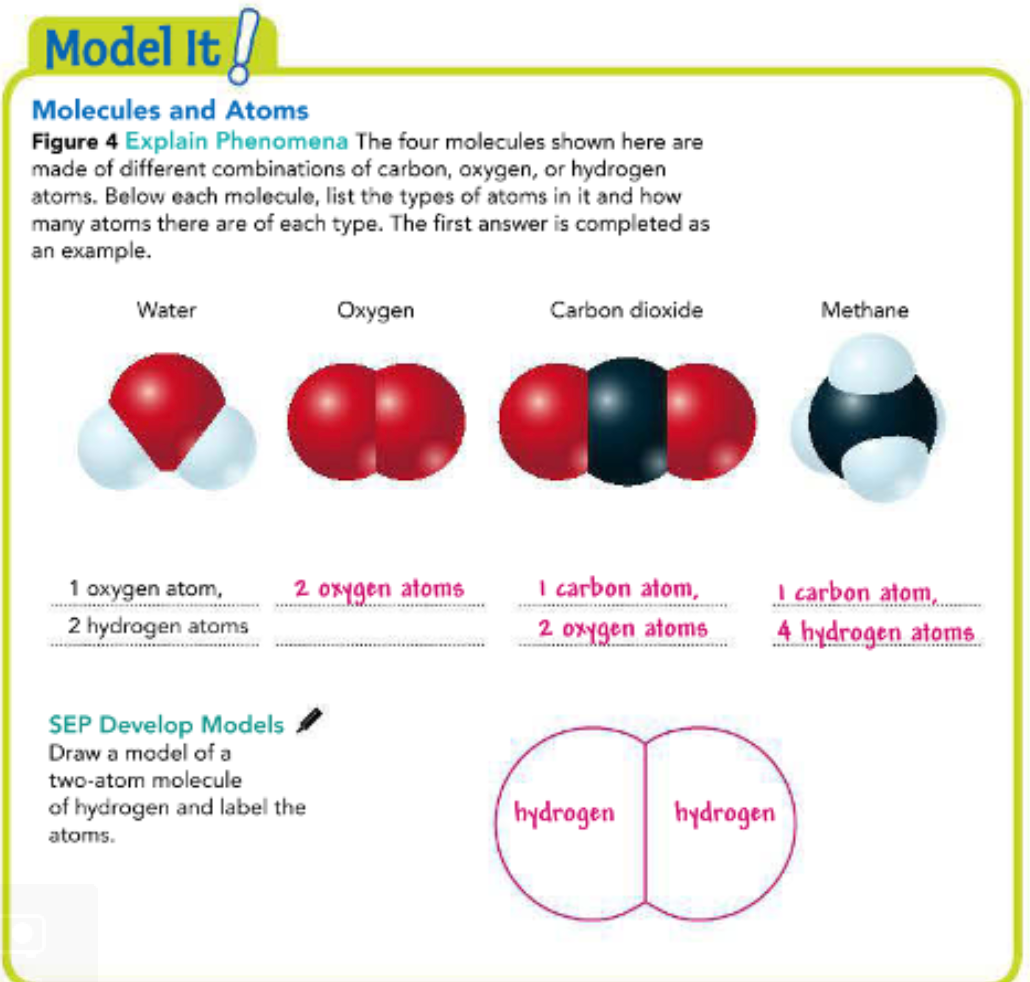 Model It!
Molecules and Atoms
Figure 4 Explain Phenomena The four molecules shown here are
made of different combinations of carbon, oxygen, or hydrogen
atoms. Below each molecule, list the types of atoms in it and how
many atoms there are of each type. The first answer is completed as
an example.
Water Oxygen Carbon dioxide Methane
1 oxygen atom, 2 oxygen atoms 1 carbon atom, 1 carbon atom,
2 hydrogen atoms 2 oxygen atoms 4 hydrogen atoms
SEP Develop Models
Draw a model of a
two-atom molecule
of hydrogen and label the
atoms.
hydrogen hydrogen